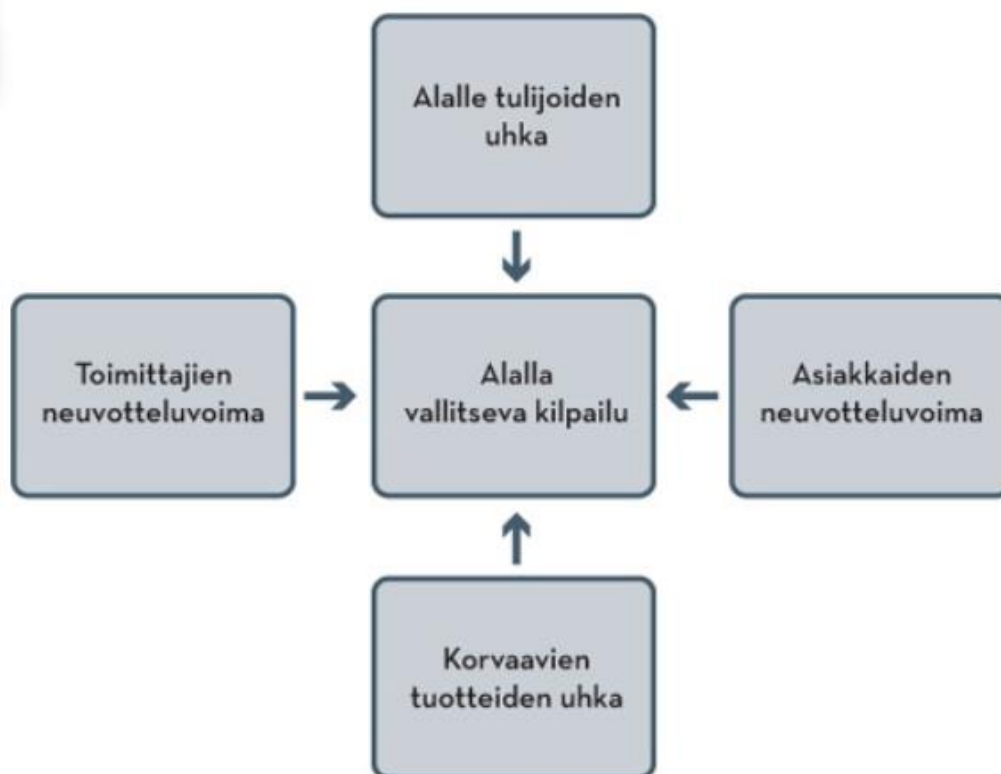 Alalle tulijoiden
uhka
Toimittajien
neuvotteluvoima
Alalla
vallitseva kilpailu
Asiakkaiden
neuvotteluvoima
Korvaavien
tuotteiden uhka